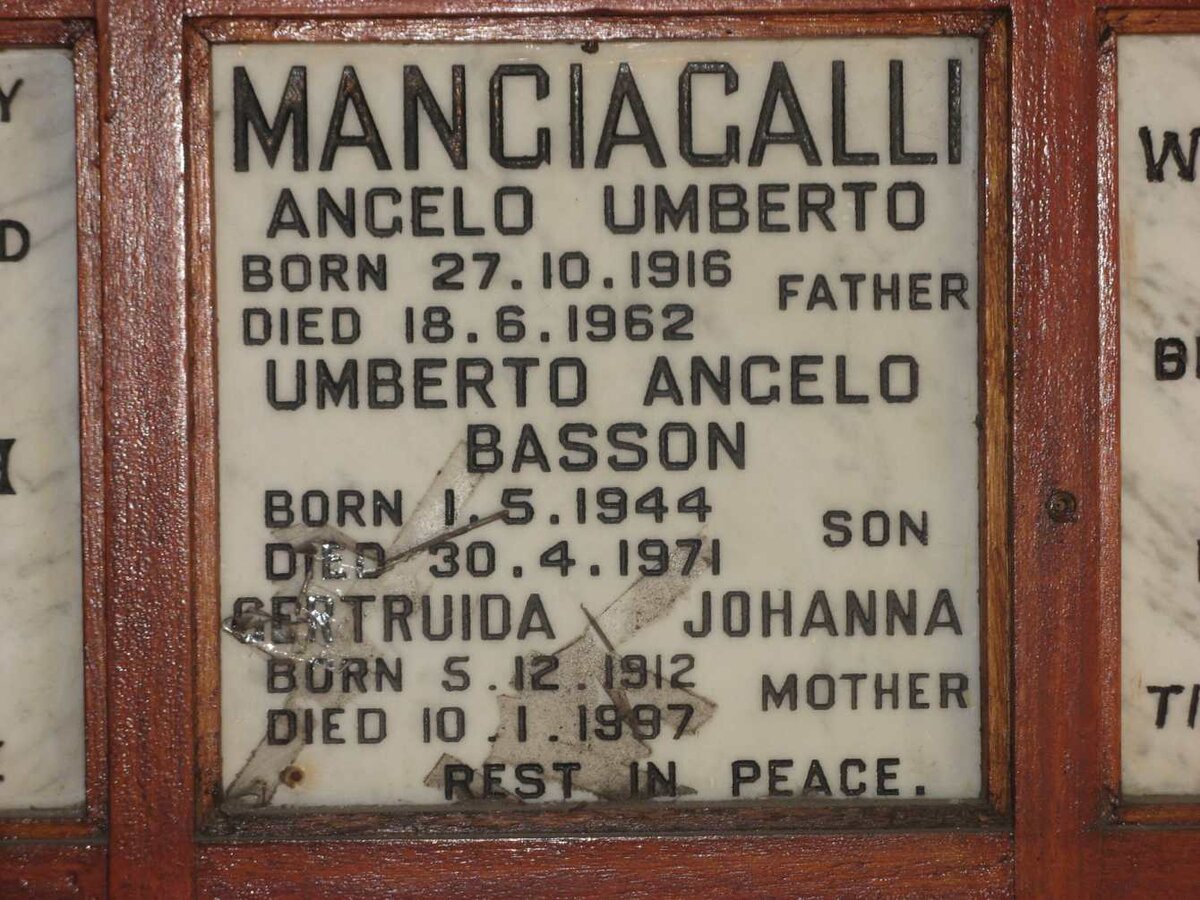 MANGIAGALLI
ANGELO UMBERTO
BORN 27.10.1916 FATHER
DIED 18.6.1962
UMBERTO ANGELO
BASSON
BORN 1.5.1944 SON
DIED 30.4.1971
GERTRUIDA JOHANNA
BORN 5.12.1912 MOTHER
DIED 10.1.1997
REST IN PEACE.